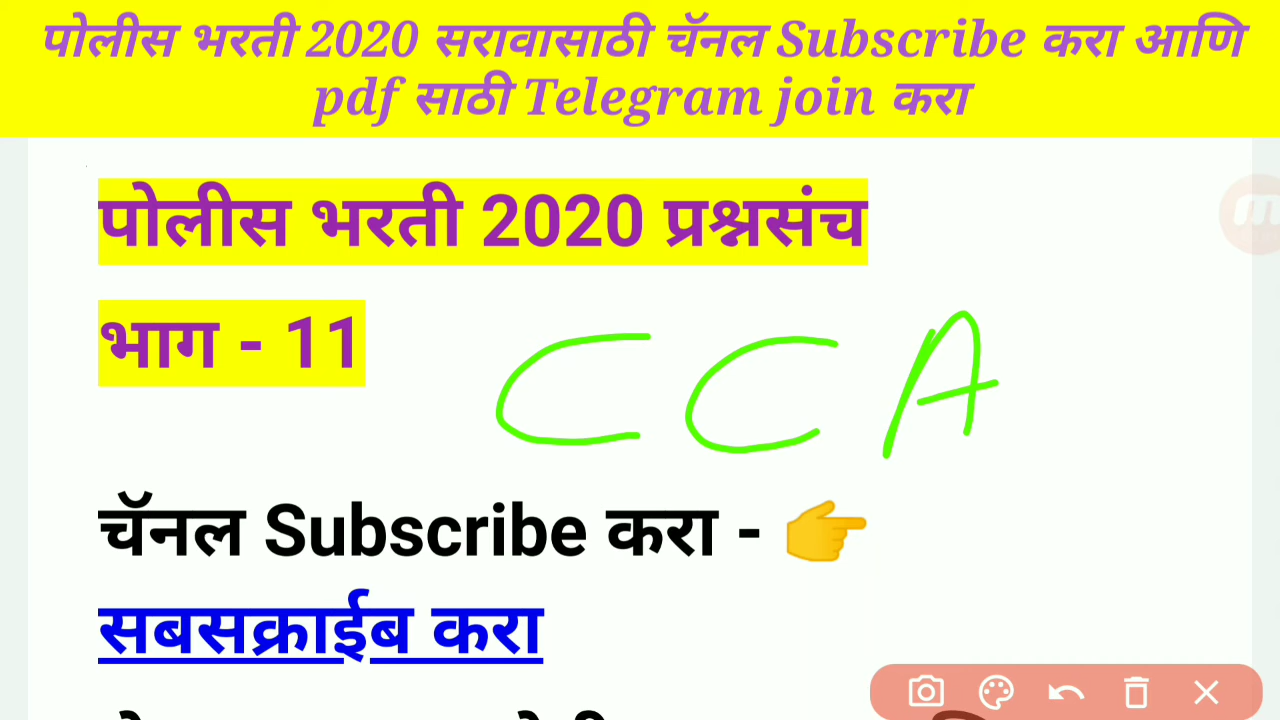 पोलीस भरती 2020 सरावासाठी चॅनल Subscribe करा आणि
pdf साठी Telegram join करा
पोलीस भरती 2020 प्रश्नसंच
भाग - 11
CCA
चॅनल Subscribe करा - 👉
सबसक्राईब करा